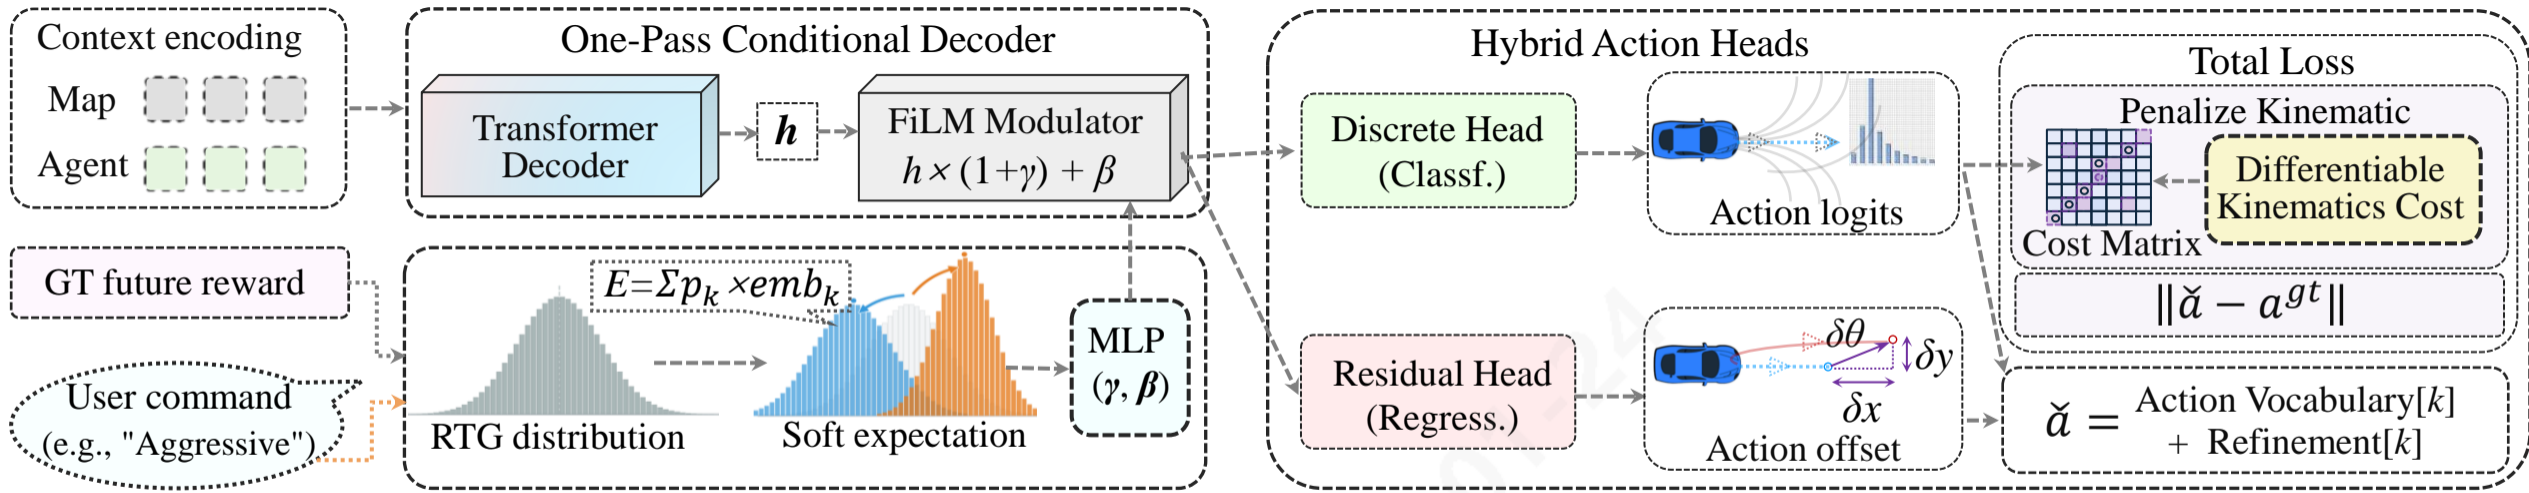 Context encoding
Map
Agent
GT future reward
User command
(e.g., "Aggressive")
One-Pass Conditional Decoder
Transformer
Decoder
h
FiLM Modulator
h × (1+γ) + β
E=Σp_k ×emb_k
RTG distribution
Soft expectation
MLP
(γ, β)
Hybrid Action Heads
Discrete Head
(Classf.)
Action logits
Residual Head
(Regress.)
δθ
δy
δx
Action offset
Total Loss
Penalize Kinematic
Differentiable
Kinematics Cost
Cost Matrix
‖ǎ − a^{gt}‖
ǎ = Action Vocabulary[k]
+ Refinement[k]